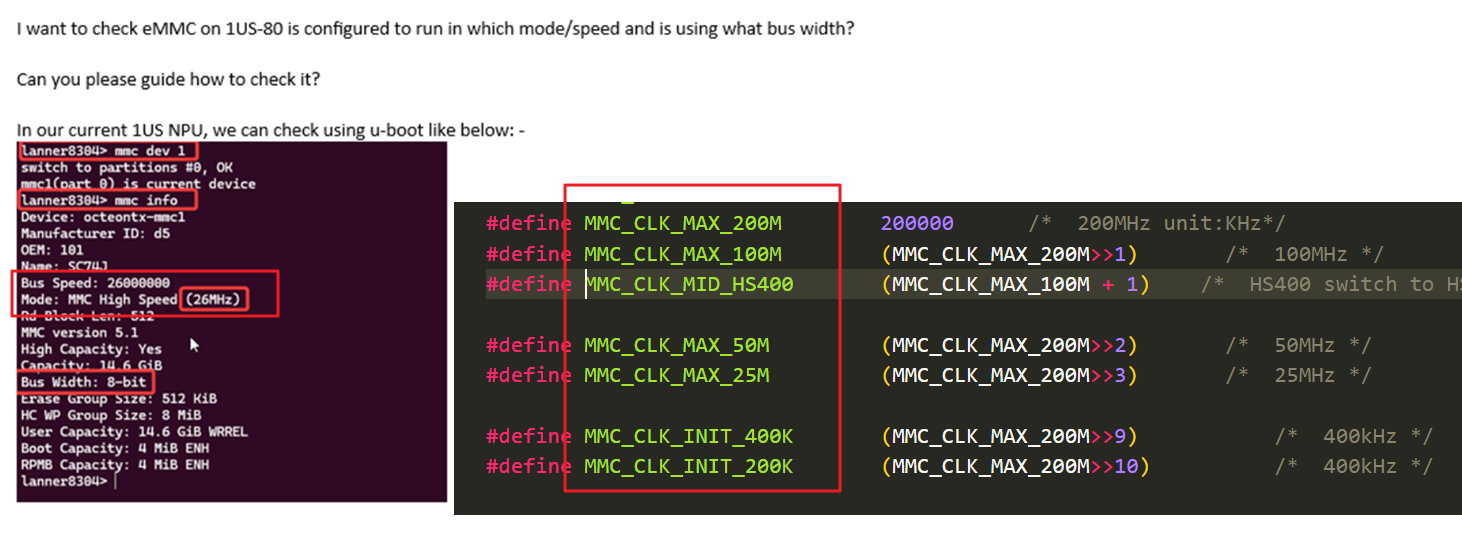 I want to check eMMC on 1US-80 is configured to run in which mode/speed and is using what bus width?
Can you please guide how to check it?
In our current 1US NPU, we can check using u-boot like below: -
lanner8304> mmc dev 1
switch to partitions #0, OK
mmc1(part 0) is current device
lanner8304> mmc info
Device: octeontx-mmc1
Manufacturer ID: d5
OEM: 101
Name: SC74J
Bus Speed: 26000000
Mode: MMC High Speed (26MHz)
Rd Block Len: 512
MMC version 5.1
High Capacity: Yes
Capacity: 14.6 GiB
Bus Width: 8-bit
Erase Group Size: 512 KiB
HC WP Group Size: 8 MiB
User Capacity: 14.6 GiB WRREL
Boot Capacity: 4 MiB ENH
RPMB Capacity: 4 MiB ENH
lanner8304>
#define MMC_CLK_MAX_200M 200000 /* 200MHz unit:KHz*/
#define MMC_CLK_MAX_100M (MMC_CLK_MAX_200M>>1) /* 100MHz */
#define MMC_CLK_MID_HS400 (MMC_CLK_MAX_100M + 1) /* HS400 switch to
#define MMC_CLK_MAX_50M (MMC_CLK_MAX_200M>>2) /* 50MHz */
#define MMC_CLK_MAX_25M (MMC_CLK_MAX_200M>>3) /* 25MHz */
#define MMC_CLK_INIT_400K (MMC_CLK_MAX_200M>>9) /* 400kHz */
#define MMC_CLK_INIT_200K (MMC_CLK_MAX_200M>>10) /* 400kHz */